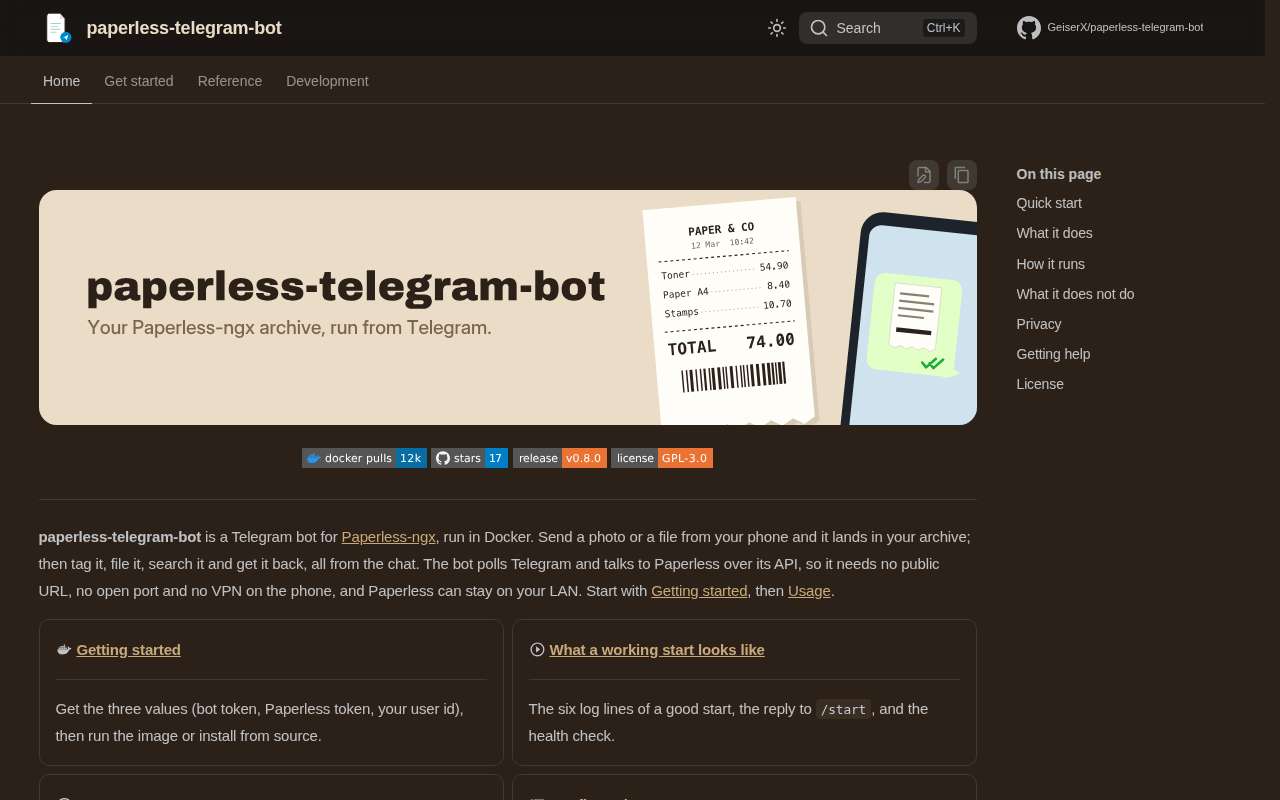 paperless-telegram-bot
Search
Ctrl+K
GeiserX/paperless-telegram-bot
Home
Get started
Reference
Development
On this page
Quick start
What it does
How it runs
What it does not do
Privacy
Getting help
License
paperless-telegram-bot
Your Paperless-ngx archive, run from Telegram.
PAPER & CO
12 Mar 10:42
Toner 54.90
Paper A4 8.40
Stamps 10.70
TOTAL 74.00
docker pulls 12k
stars 17
release v0.8.0
license GPL-3.0
paperless-telegram-bot is a Telegram bot for Paperless-ngx, run in Docker. Send a photo or a file from your phone and it lands in your archive;
then tag it, file it, search it and get it back, all from the chat. The bot polls Telegram and talks to Paperless over its API, so it needs no public
URL, no open port and no VPN on the phone, and Paperless can stay on your LAN. Start with Getting started, then Usage.
Getting started
Get the three values (bot token, Paperless token, your user id),
then run the image or install from source.
What a working start looks like
The six log lines of a good start, the reply to /start, and the
health check.